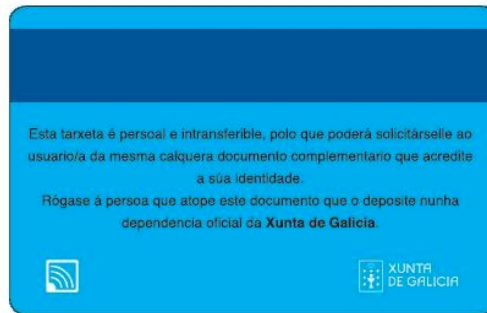 Esta tarxeta é persoal e intransferible, polo que poderá solicitárselle ao
usuario/a da mesma calquera documento complementario que acredite
a súa identidade.
Rógase á persoa que atope este documento que o deposite nunha
dependencia oficial da Xunta de Galicia.
XUNTA
DE GALICIA